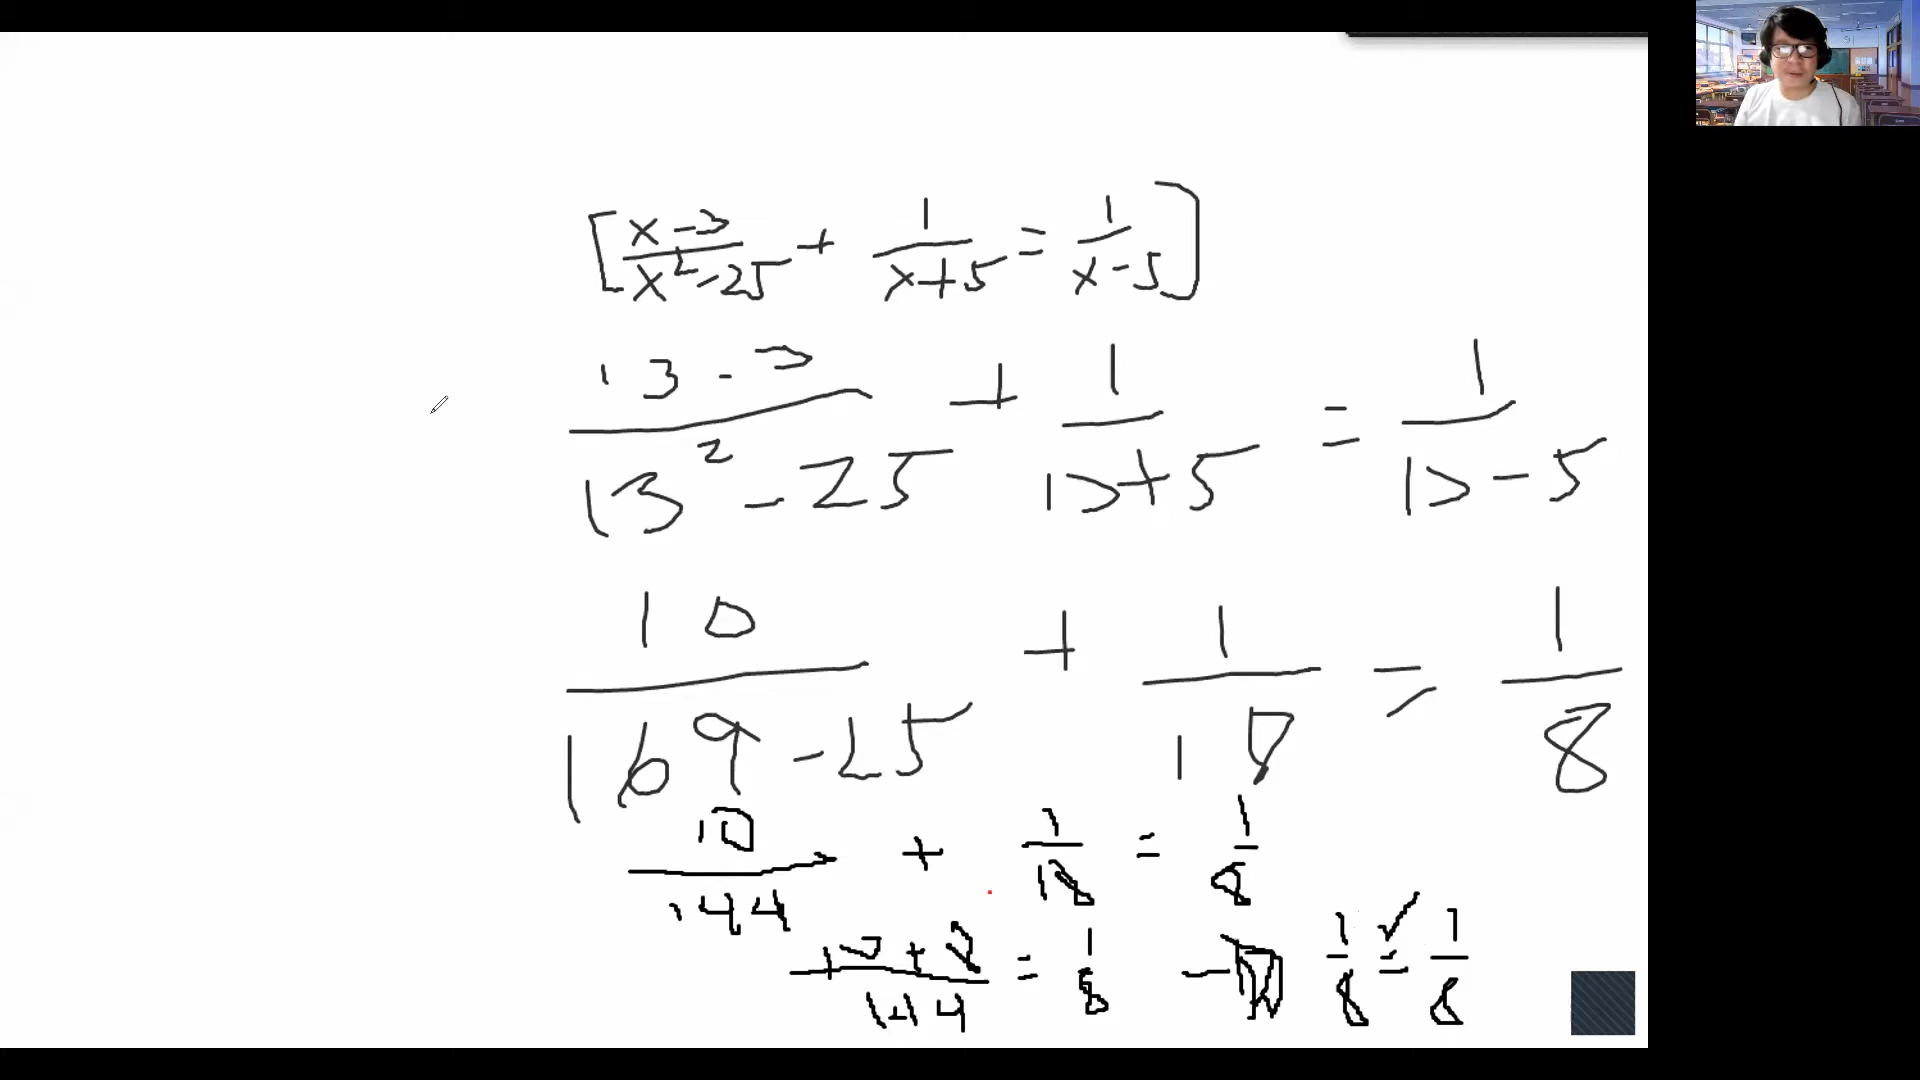 [x-3/x²-25 + 1/x+5 = 1/x-5]
13-3/13²-25 + 1/13+5 = 1/13-5
10/169-25 + 1/18 = 1/8
10/144 + 1/18 = 1/8
10+8/144 = 1/8 → 1/8 = 1/8 ✓